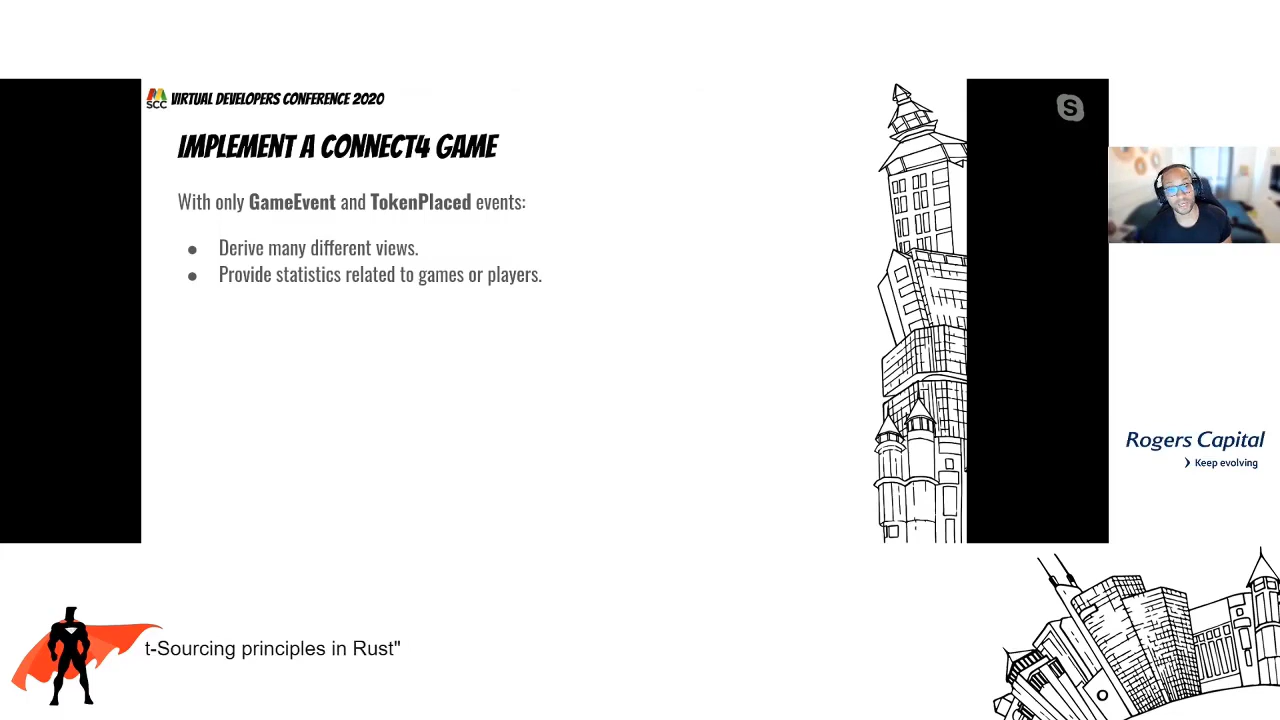 SCC VIRTUAL DEVELOPERS CONFERENCE 2020
IMPLEMENT A CONNECT4 GAME
With only GameEvent and TokenPlaced events:
● Derive many different views.
● Provide statistics related to games or players.
S
Rogers Capital
› Keep evolving
t-Sourcing principles in Rust"